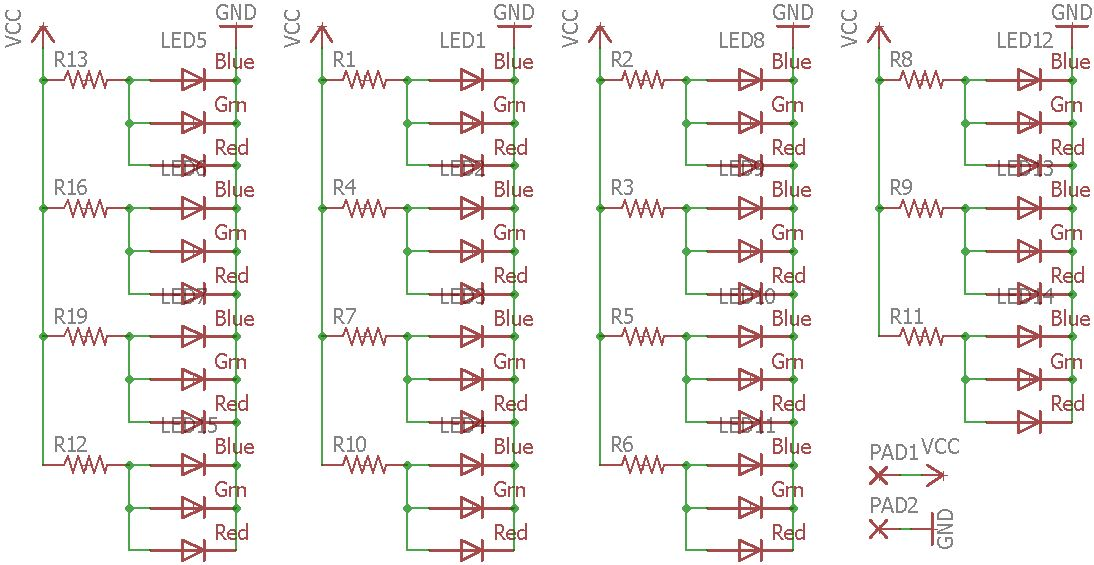 VCC
GND
LED5
Blue
R13
Grn
Red
Blue
R16
Grn
Red
Blue
R19
Grn
Red
LED15
Blue
R12
Grn
Red
VCC
GND
LED1
Blue
R1
Grn
Red
Blue
R4
Grn
Red
Blue
R7
Grn
Red
Blue
R10
Grn
Red
VCC
GND
LED8
Blue
R2
Grn
Red
Blue
R3
Grn
Red
LED10
Blue
R5
Grn
Red
LED11
Blue
R6
Grn
Red
VCC
GND
LED12
Blue
R8
Grn
Red
LED13
Blue
R9
Grn
Red
LED14
Blue
R11
Grn
Red
PAD1
VCC
PAD2
GND